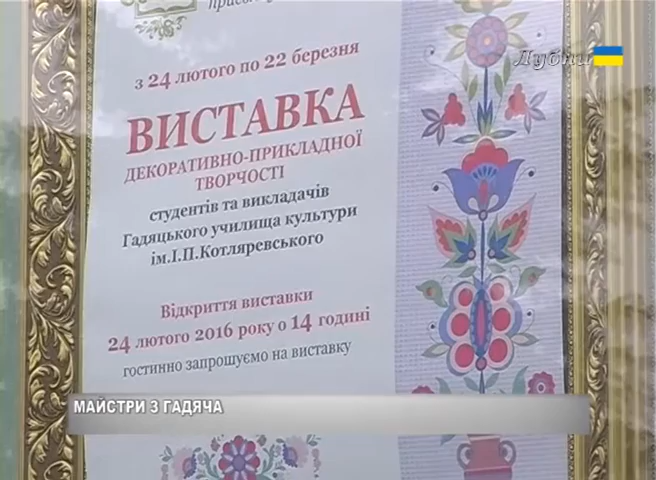 Лубни
з 24 лютого по 22 березня
ВИСТАВКА
ДЕКОРАТИВНО-ПРИКЛАДНОЇ
ТВОРЧОСТІ
студентів та викладачів
Гадяцького училища культури
ім.І.П.Котляревського
Відкриття виставки
24 лютого 2016 року о 14 годині
гостинно запрошуємо на виставку
МАЙСТРИ З ГАДЯЧА